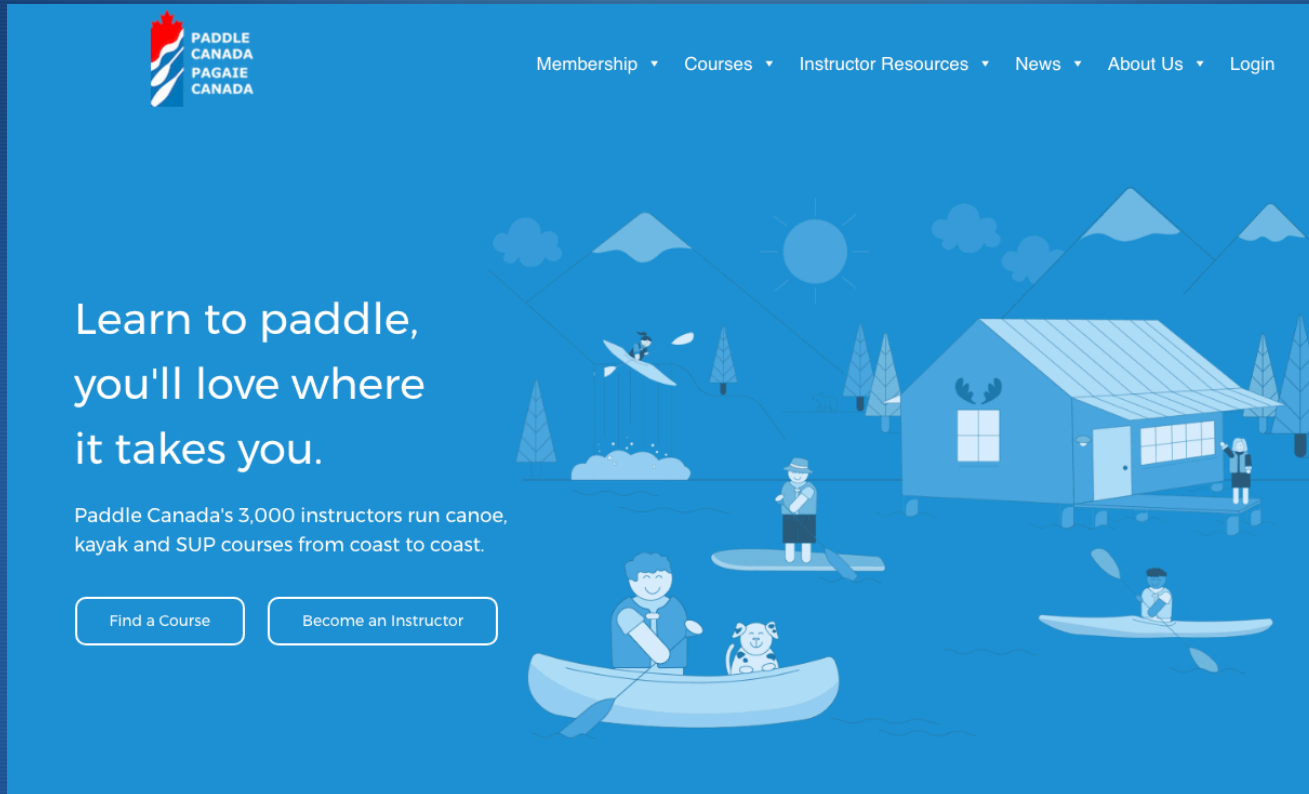 PADDLE
CANADA
PAGAIE
CANADA
Membership
Courses
Instructor Resources
News
About Us
Login
Learn to paddle,
you'll love where
it takes you.
Paddle Canada's 3,000 instructors run canoe,
kayak and SUP courses from coast to coast.
Find a Course
Become an Instructor